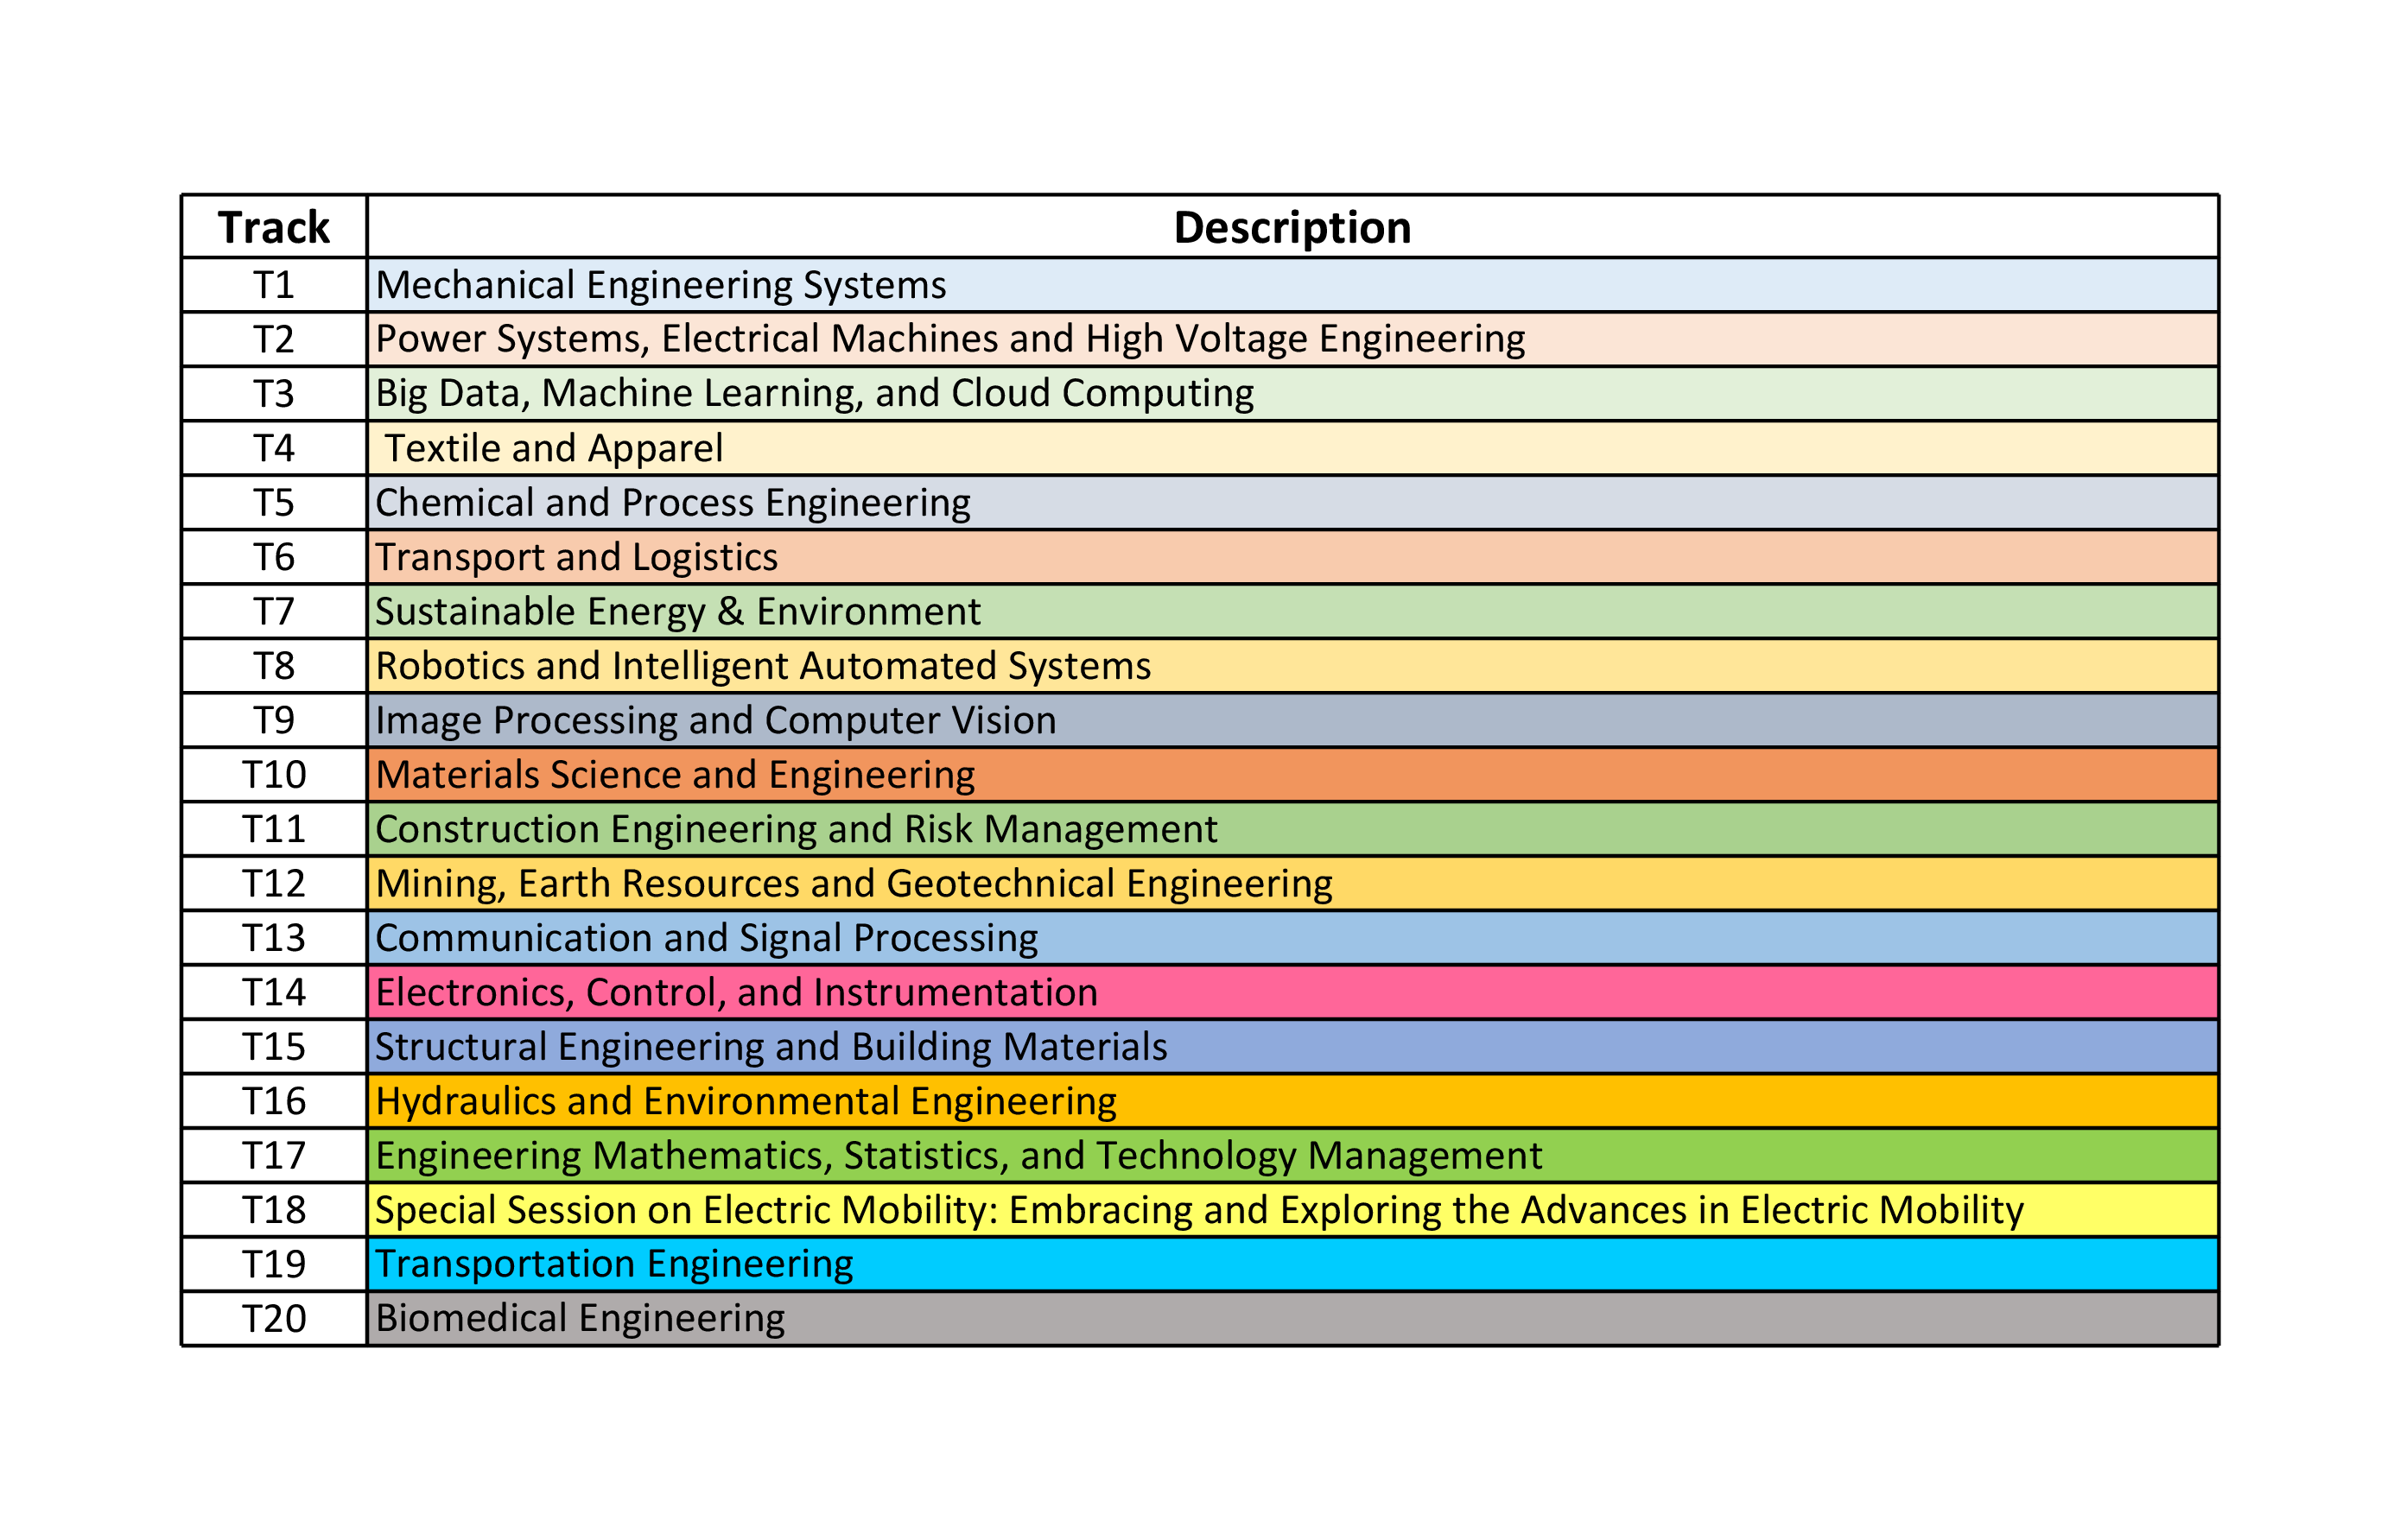 Track Description
T1 Mechanical Engineering Systems
T2 Power Systems, Electrical Machines and High Voltage Engineering
T3 Big Data, Machine Learning, and Cloud Computing
T4 Textile and Apparel
T5 Chemical and Process Engineering
T6 Transport and Logistics
T7 Sustainable Energy & Environment
T8 Robotics and Intelligent Automated Systems
T9 Image Processing and Computer Vision
T10 Materials Science and Engineering
T11 Construction Engineering and Risk Management
T12 Mining, Earth Resources and Geotechnical Engineering
T13 Communication and Signal Processing
T14 Electronics, Control, and Instrumentation
T15 Structural Engineering and Building Materials
T16 Hydraulics and Environmental Engineering
T17 Engineering Mathematics, Statistics, and Technology Management
T18 Special Session on Electric Mobility: Embracing and Exploring the Advances in Electric Mobility
T19 Transportation Engineering
T20 Biomedical Engineering